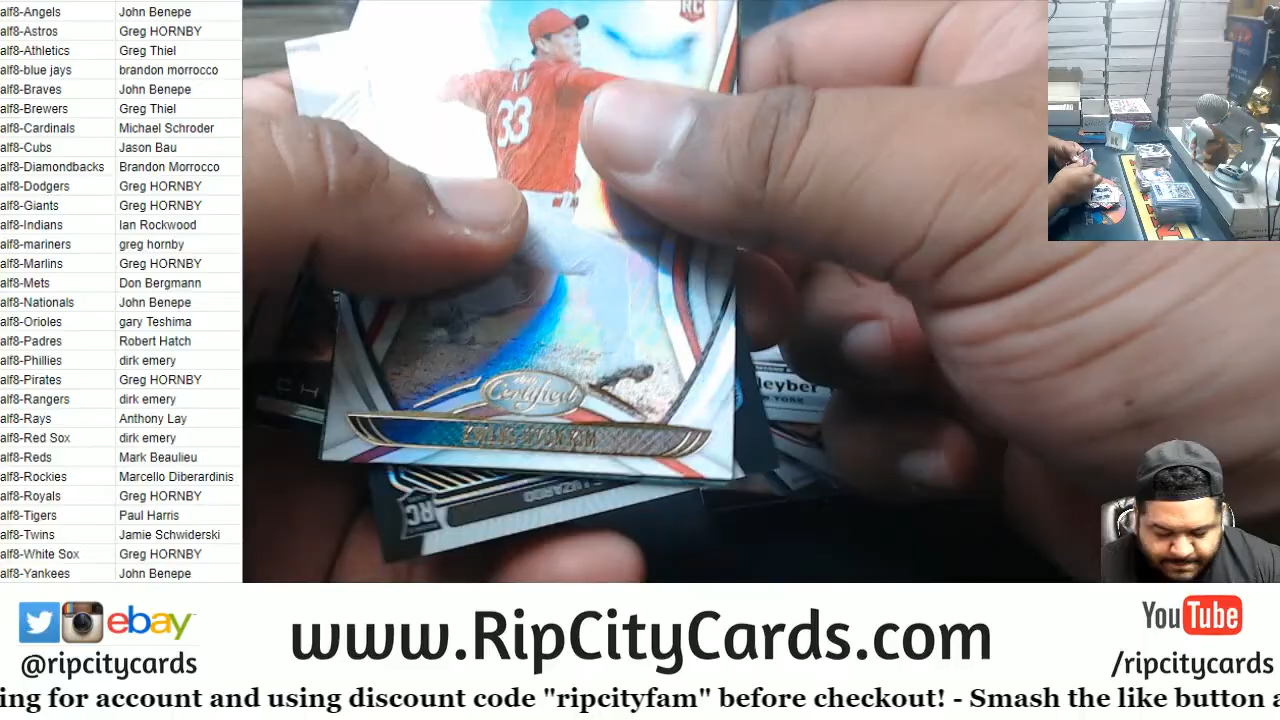 alf8-Angels John Benepe
alf8-Astros Greg HORNBY
alf8-Athletics Greg Thiel
alf8-blue jays brandon morrocco
alf8-Braves John Benepe
alf8-Brewers Greg Thiel
alf8-Cardinals Michael Schroder
alf8-Cubs Jason Bau
alf8-Diamondbacks Brandon Morrocco
alf8-Dodgers Greg HORNBY
alf8-Giants Greg HORNBY
alf8-Indians Ian Rockwood
alf8-mariners greg hornby
alf8-Marlins Greg HORNBY
alf8-Mets Don Bergmann
alf8-Nationals John Benepe
alf8-Orioles gary Teshima
alf8-Padres Robert Hatch
alf8-Phillies dirk emery
alf8-Pirates Greg HORNBY
alf8-Rangers dirk emery
alf8-Rays Anthony Lay
alf8-Red Sox dirk emery
alf8-Reds Mark Beaulieu
alf8-Rockies Marcello Diberardinis
alf8-Royals Greg HORNBY
alf8-Tigers Paul Harris
alf8-Twins Jamie Schwiderski
alf8-White Sox Greg HORNBY
alf8-Yankees John Benepe
RC
33
Certified
KWANG-HYUN KIM
LUZARDO
RC
leyber
YORK
ebay
@ripcitycards
www.RipCityCards.com
YouTube
/ripcitycards
ing for account and using discount code "ripcityfam" before checkout! - Smash the like button a